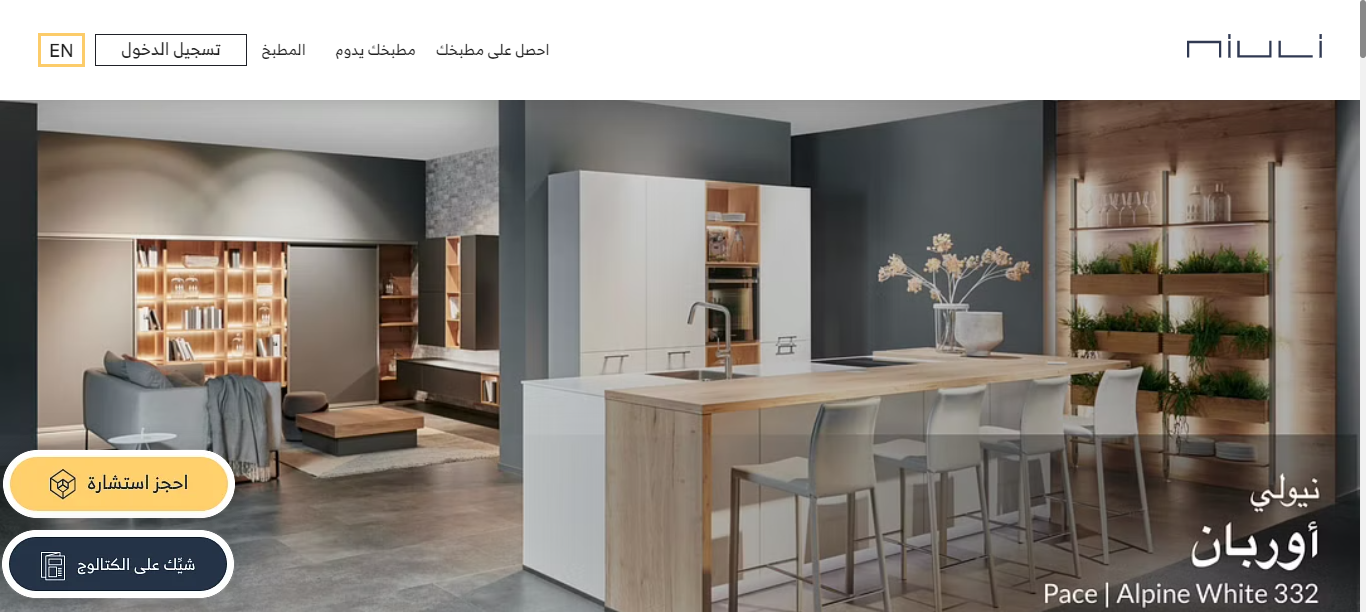 niuli
احصل على مطبخك
مطبخك يدوم
المطبخ
تسجيل الدخول
EN
احجز استشارة
شيِّك على الكتالوج
نيولي
أوربان
Pace | Alpine White 332